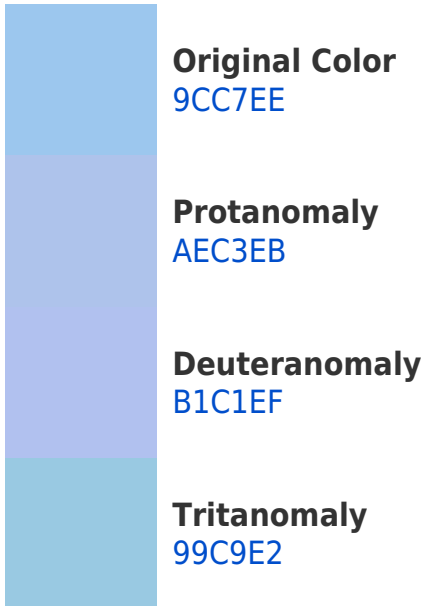 Original Color
9CC7EE
Protanomaly
AEC3EB
Deuteranomaly
B1C1EF
Tritanomaly
99C9E2